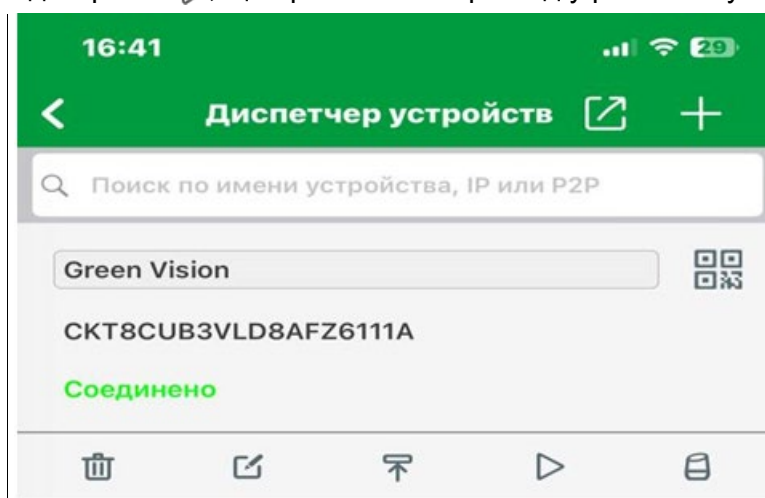 16:41
29
Диспетчер устройств
Поиск по имени устройства, IP или P2P
Green Vision
CKT8CUB3VLD8AFZ6111A
Соединено